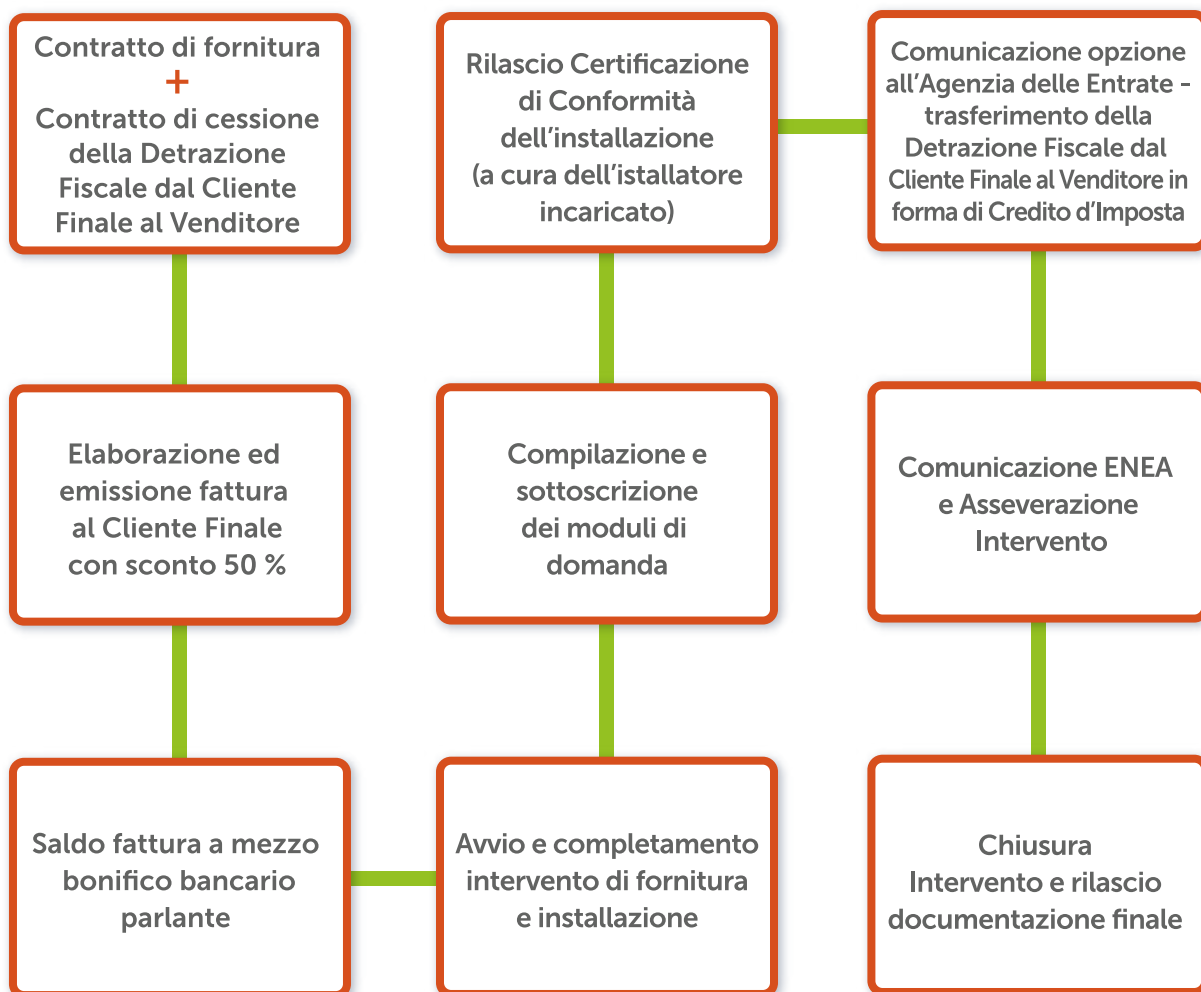 Contratto di fornitura
+
Contratto di cessione
della Detrazione
Fiscale dal Cliente
Finale al Venditore
Elaborazione ed
emissione fattura
al Cliente Finale
con sconto 50 %
Saldo fattura a mezzo
bonifico bancario
parlante
Avvio e completamento
intervento di fornitura
e installazione
Compilazione e
sottoscrizione
dei moduli di
domanda
Rilascio Certificazione
di Conformità
dell'installazione
(a cura dell'istallatore
incaricato)
Comunicazione opzione
all'Agenzia delle Entrate -
trasferimento della
Detrazione Fiscale dal
Cliente Finale al Venditore in
forma di Credito d'Imposta
Comunicazione ENEA
e Asseverazione
Intervento
Chiusura
Intervento e rilascio
documentazione finale